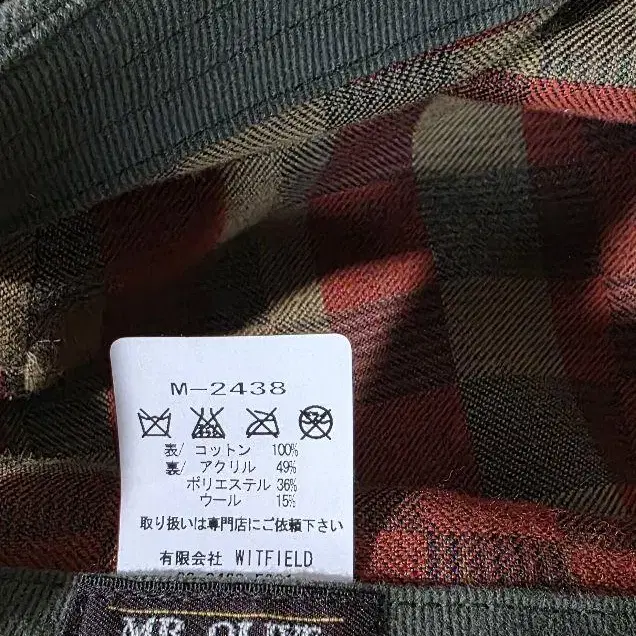 M-2438
表/ コットン 100%
裏/ アクリル 49%
ポリエステル 36%
ウール 15%
取り扱いは専門店にご依頼下さい
有限会社 WITFIELD
MR.OLIVE